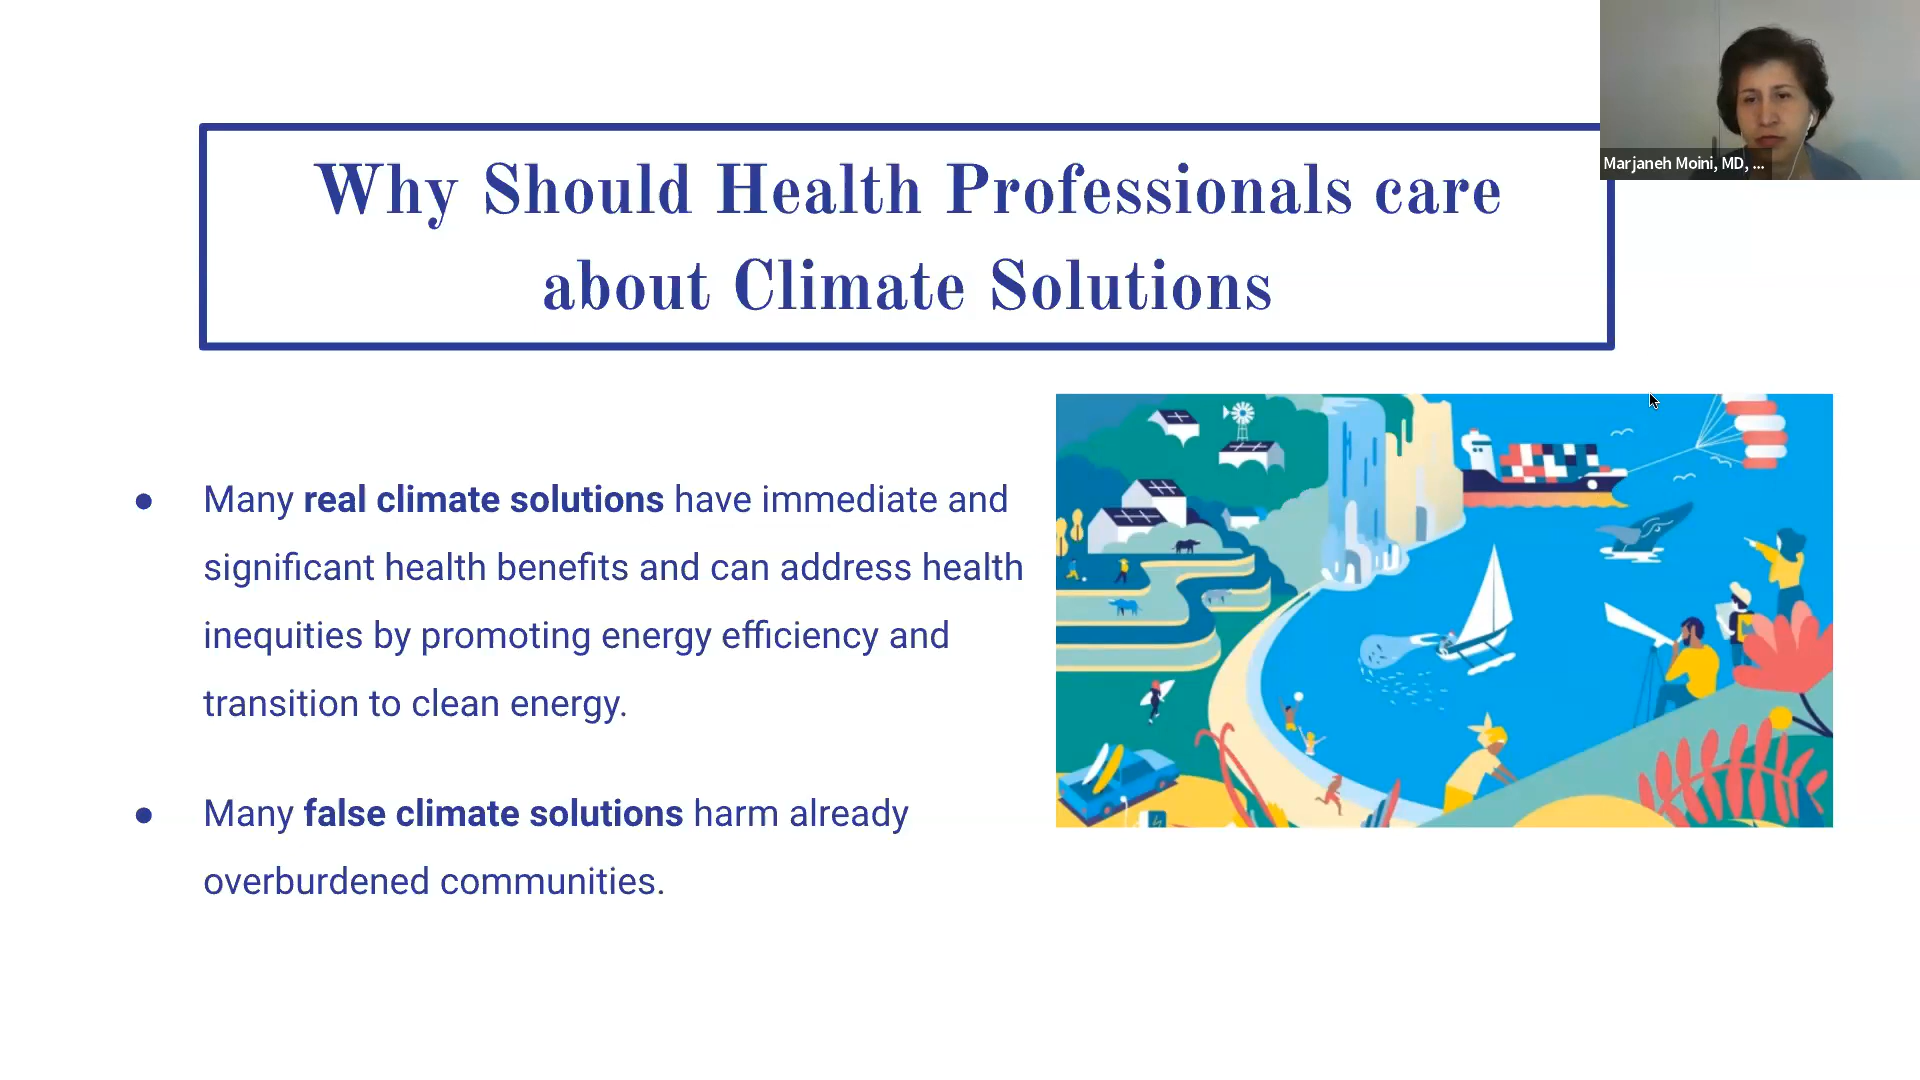 Why Should Health Professionals care
about Climate Solutions
Marjaneh Moini, MD, ...
● Many real climate solutions have immediate and
significant health benefits and can address health
inequities by promoting energy efficiency and
transition to clean energy.
● Many false climate solutions harm already
overburdened communities.